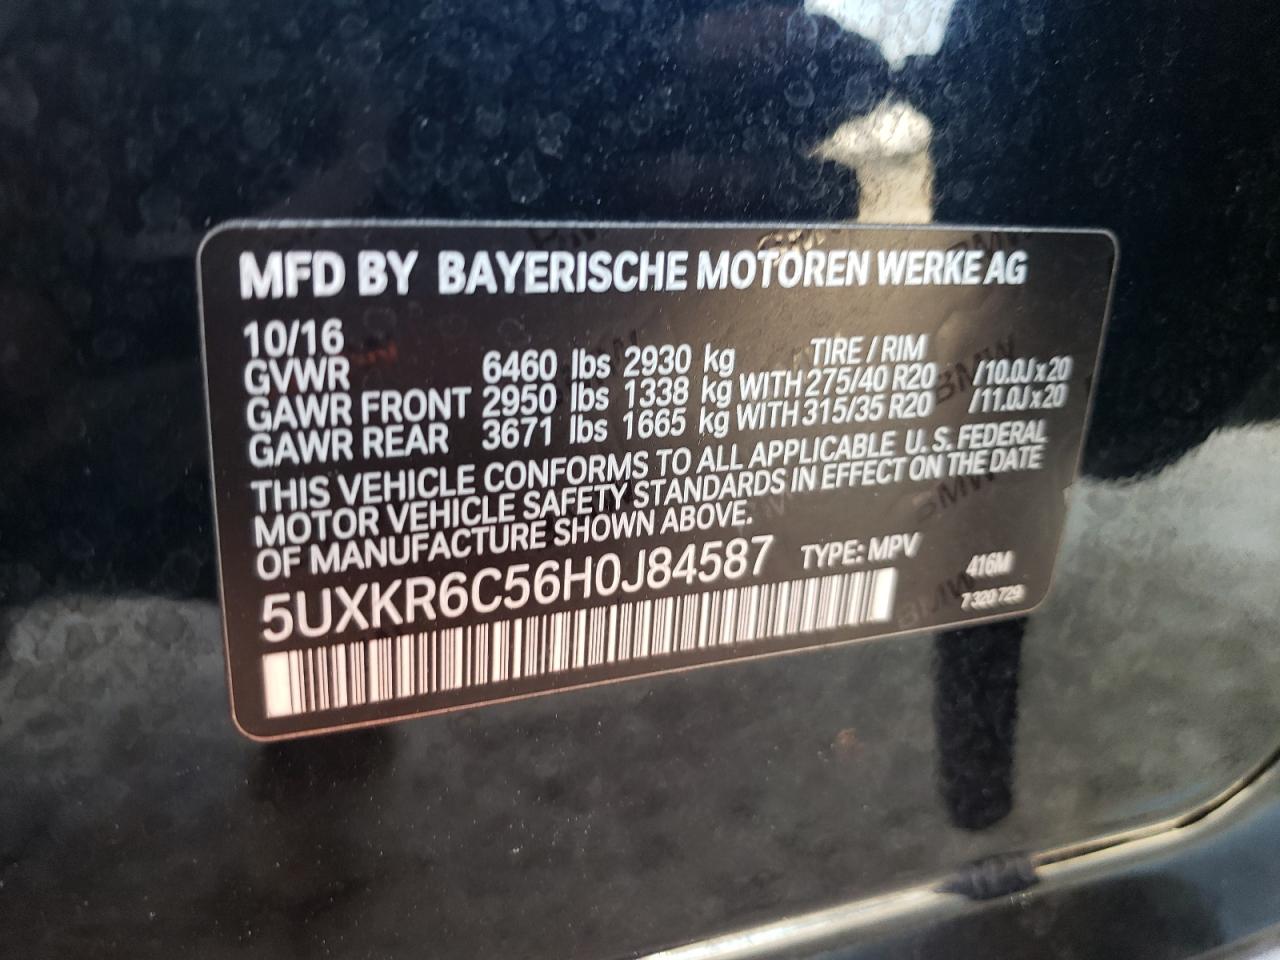 MFD BY BAYERISCHE MOTOREN WERKE AG
10/16 TIRE / RIM
GVWR 6460 lbs 2930 kg
GAWR FRONT 2950 lbs 1338 kg WITH 275/40 R20 /10.0J x 20
GAWR REAR 3671 lbs 1665 kg WITH 315/35 R20 /11.0J x 20
THIS VEHICLE CONFORMS TO ALL APPLICABLE U. S. FEDERAL
MOTOR VEHICLE SAFETY STANDARDS IN EFFECT ON THE DATE
OF MANUFACTURE SHOWN ABOVE.
5UXKR6C56H0J84587 TYPE: MPV 416M
7 320 729